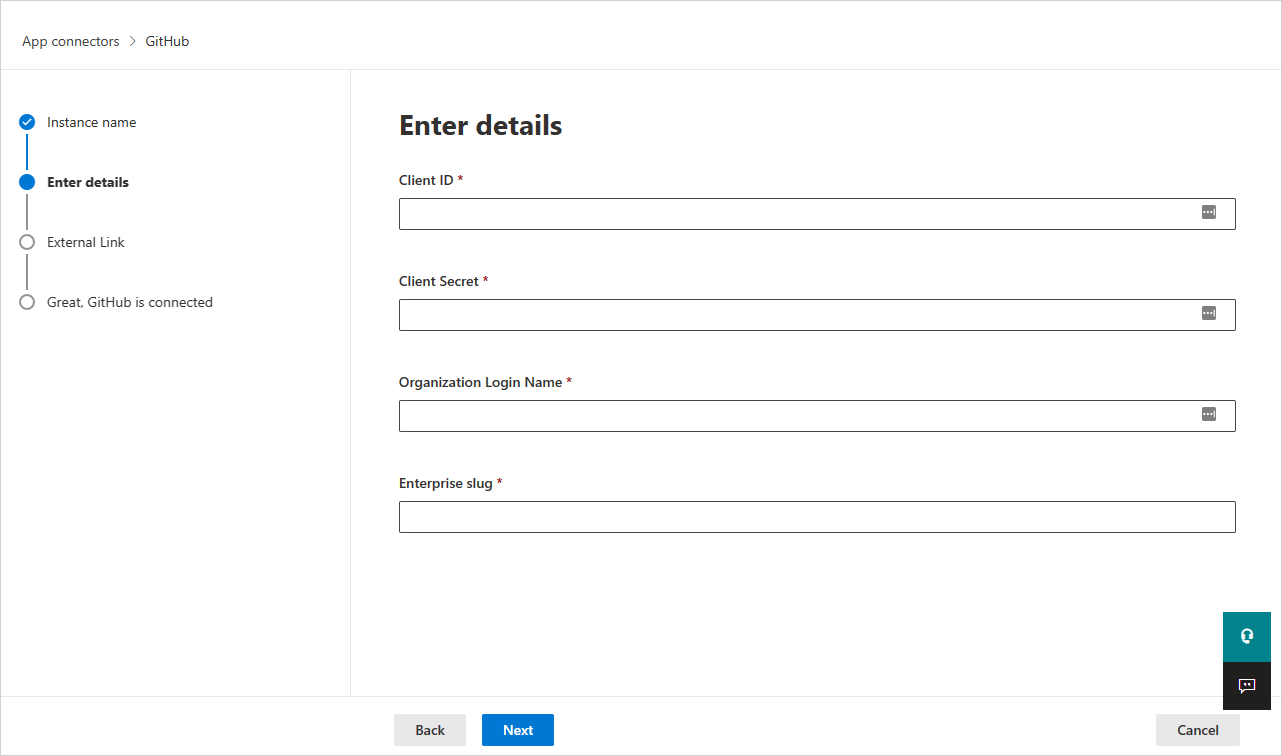 App connectors > GitHub
Instance name
Enter details
External Link
Great, GitHub is connected
Enter details
Client ID *
Client Secret *
Organization Login Name *
Enterprise slug *
Back
Next
Cancel